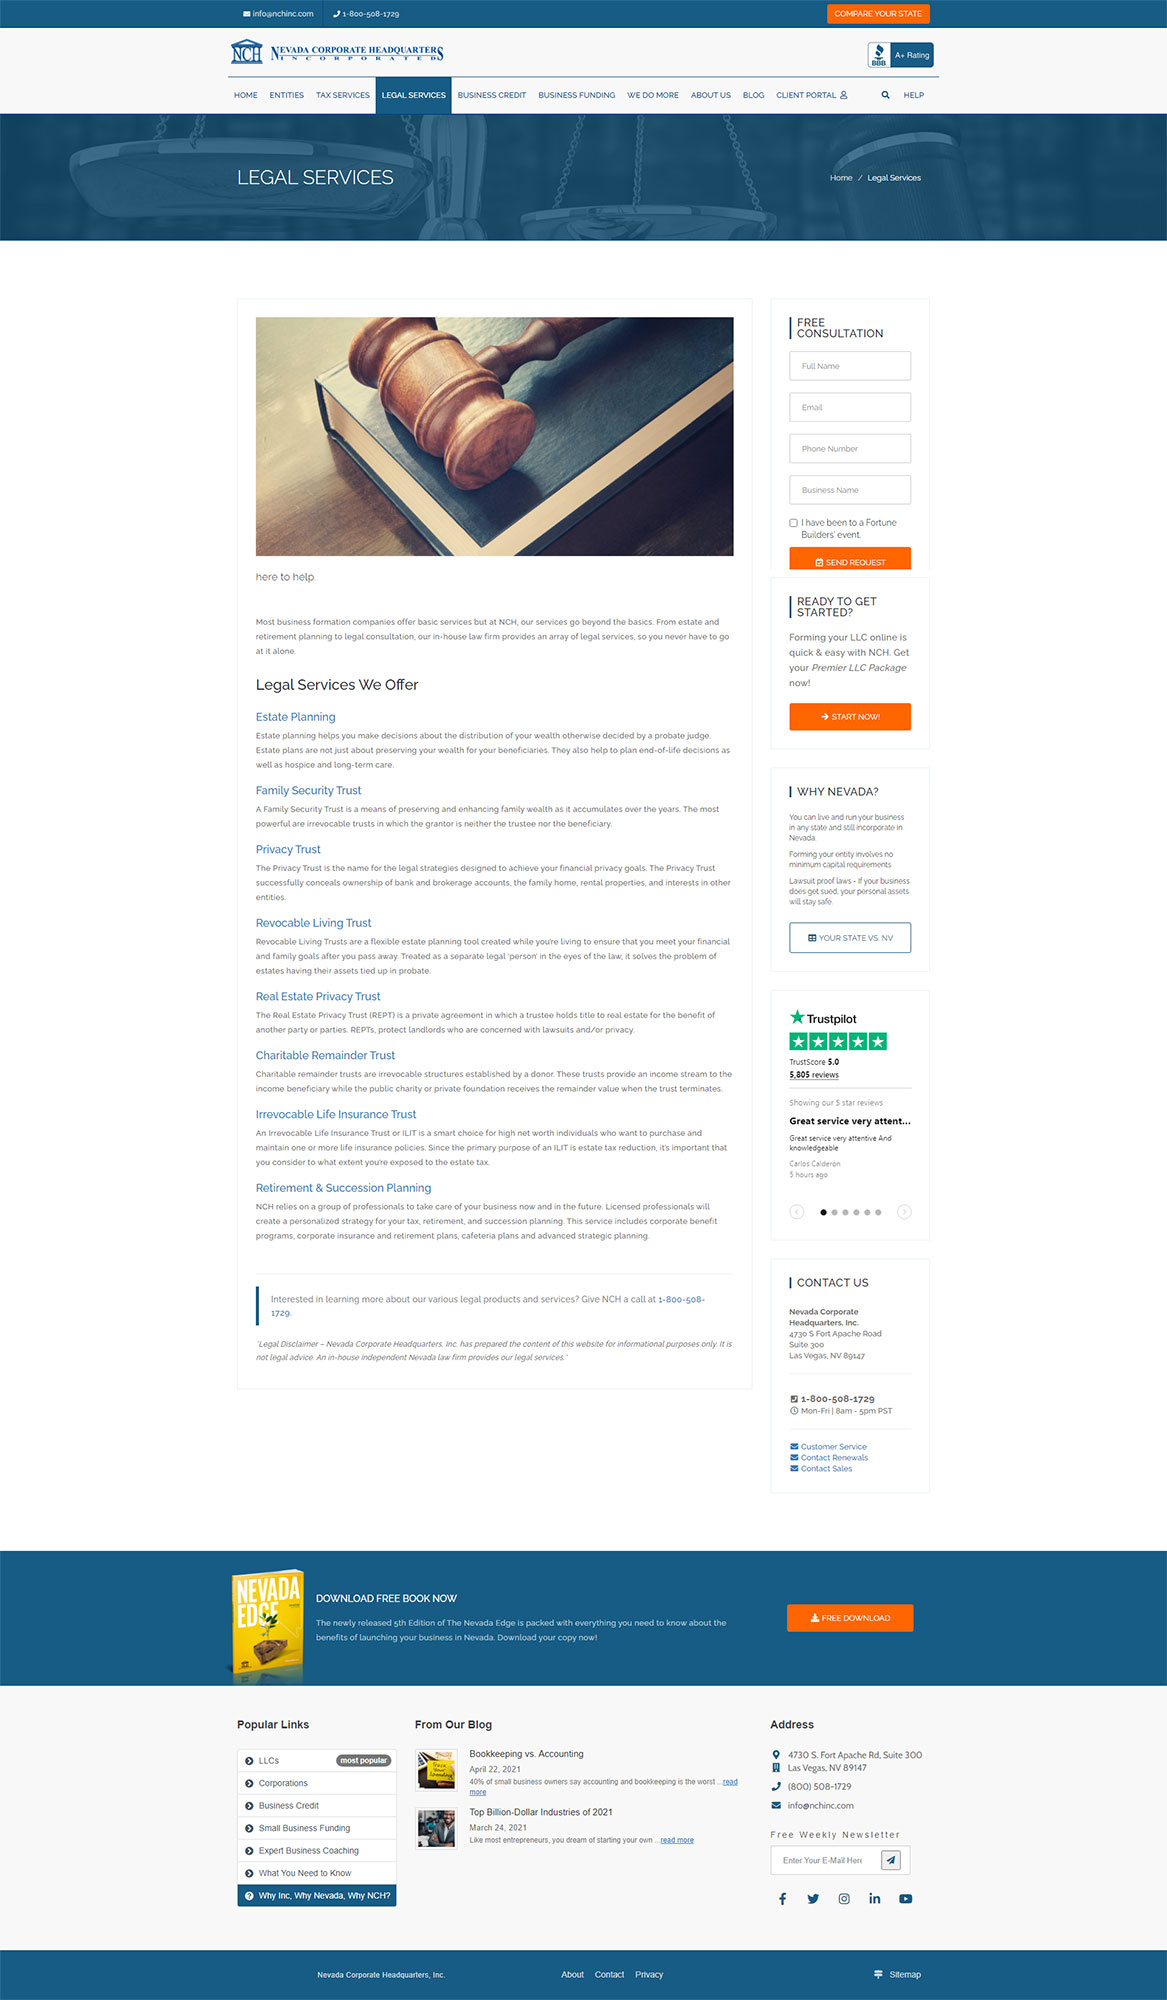 info@nchinc.com
1-800-508-1729
COMPARE YOUR STATE
NCH
NEVADA CORPORATE HEADQUARTERS
INCORPORATED
BBB
A+ Rating
HOME ENTITIES TAX SERVICES LEGAL SERVICES BUSINESS CREDIT BUSINESS FUNDING WE DO MORE ABOUT US BLOG CLIENT PORTAL HELP
LEGAL SERVICES
Home / Legal Services
here to help.
Most business formation companies offer basic services but at NCH, our services go beyond the basics. From estate and
retirement planning to legal consultation, our in-house law firm provides an array of legal services, so you never have to go
at it alone.
Legal Services We Offer
Estate Planning
Estate planning helps you make decisions about the distribution of your wealth otherwise decided by a probate judge.
Estate plans are not just about preserving your wealth for your beneficiaries. They also help to plan end-of-life decisions as
well as hospice and long-term care.
Family Security Trust
A Family Security Trust is a means of preserving and enhancing family wealth as it accumulates over the years. The most
powerful are irrevocable trusts in which the grantor is neither the trustee nor the beneficiary.
Privacy Trust
The Privacy Trust is the name for the legal strategies designed to achieve your financial privacy goals. The Privacy Trust
successfully conceals ownership of bank and brokerage accounts, the family home, rental properties, and interests in other
entities.
Revocable Living Trust
Revocable Living Trusts are a flexible estate planning tool created while you're living to ensure that you meet your financial
and family goals after you pass away. Treated as a separate legal 'person' in the eyes of the law, it solves the problem of
estates having their assets tied up in probate.
Real Estate Privacy Trust
The Real Estate Privacy Trust (REPT) is a private agreement in which a trustee holds title to real estate for the benefit of
another party or parties. REPTs, protect landlords who are concerned with lawsuits and/or privacy.
Charitable Remainder Trust
Charitable remainder trusts are irrevocable structures established by a donor. These trusts provide an income stream to the
income beneficiary while the public charity or private foundation receives the remainder value when the trust terminates.
Irrevocable Life Insurance Trust
An Irrevocable Life Insurance Trust or ILIT is a smart choice for high net worth individuals who want to purchase and
maintain one or more life insurance policies. Since the primary purpose of an ILIT is estate tax reduction, it's important that
you consider to what extent you're exposed to the estate tax.
Retirement & Succession Planning
NCH relies on a group of professionals to take care of your business now and in the future. Licensed professionals will
create a personalized strategy for your tax, retirement, and succession planning. This service includes corporate benefit
programs, corporate insurance and retirement plans, cafeteria plans and advanced strategic planning.
Interested in learning more about our various legal products and services? Give NCH a call at 1-800-508-
1729.
"Legal Disclaimer – Nevada Corporate Headquarters, Inc. has prepared the content of this website for informational purposes only. It is
not legal advice. An in-house independent Nevada law firm provides our legal services."
FREE
CONSULTATION
Full Name
Email
Phone Number
Business Name
I have been to a Fortune
Builders' event.
SEND REQUEST
READY TO GET
STARTED?
Forming your LLC online is
quick & easy with NCH. Get
your Premier LLC Package
now!
START NOW!
WHY NEVADA?
You can live and run your business
in any state and still incorporate in
Nevada.
Forming your entity involves no
minimum capital requirements
Lawsuit proof laws - If your business
does get sued, your personal assets
will stay safe.
YOUR STATE VS. NV
Trustpilot
TrustScore 5.0
5,805 reviews
Showing our 5 star reviews
Great service very attent...
Great service very attentive And
knowledgeable
Carlos Calderón
5 hours ago
CONTACT US
Nevada Corporate
Headquarters, Inc.
4730 S Fort Apache Road
Suite 300
Las Vegas, NV 89147
1-800-508-1729
Mon-Fri | 8am - 5pm PST
Customer Service
Contact Renewals
Contact Sales
NEVADA
EDGE
DOWNLOAD FREE BOOK NOW
The newly released 5th Edition of The Nevada Edge is packed with everything you need to know about the
benefits of launching your business in Nevada. Download your copy now!
FREE DOWNLOAD
Popular Links
LLCs most popular
Corporations
Business Credit
Small Business Funding
Expert Business Coaching
What You Need to Know
Why Inc, Why Nevada, Why NCH?
From Our Blog
Bookkeeping vs. Accounting
April 22, 2021
40% of small business owners say accounting and bookkeeping is the worst ...read
more
Top Billion-Dollar Industries of 2021
March 24, 2021
Like most entrepreneurs, you dream of starting your own ...read more
Address
4730 S. Fort Apache Rd, Suite 300
Las Vegas, NV 89147
(800) 508-1729
info@nchinc.com
Free Weekly Newsletter
Enter Your E-Mail Here
Nevada Corporate Headquarters, Inc.
About Contact Privacy
Sitemap